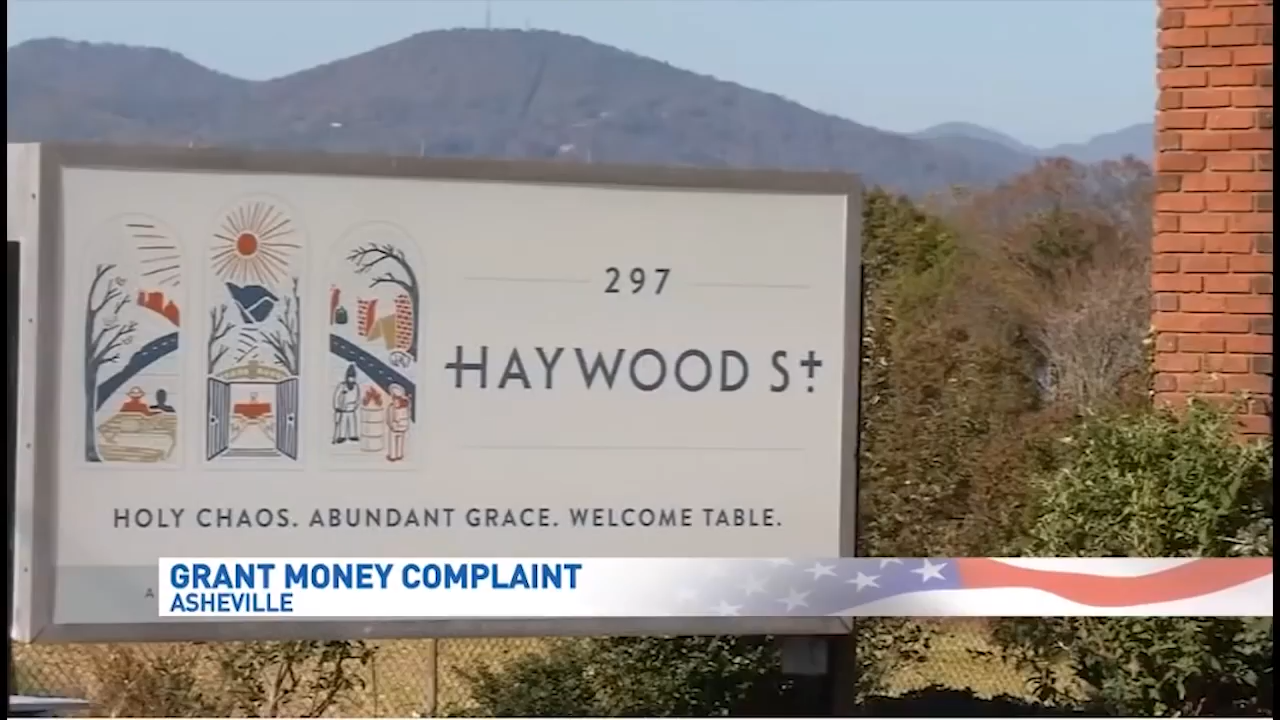 297
HAYWOOD St
HOLY CHAOS. ABUNDANT GRACE. WELCOME TABLE.
A
GRANT MONEY COMPLAINT
ASHEVILLE